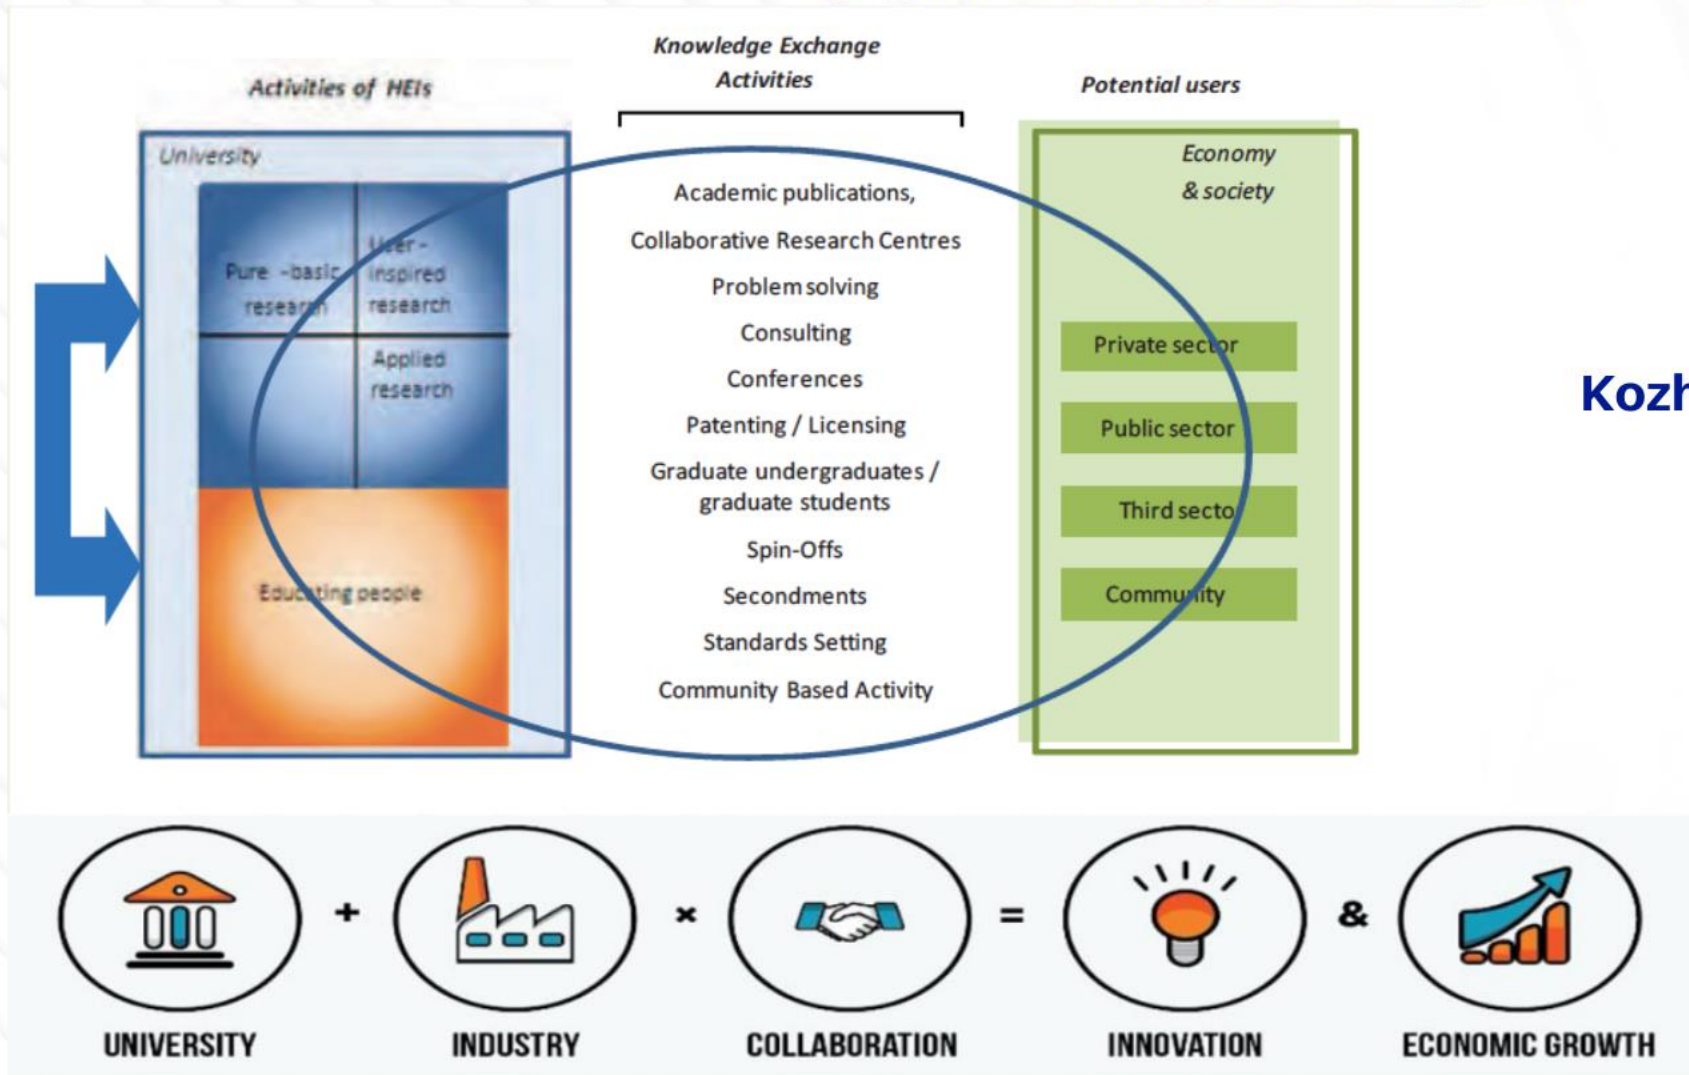 Knowledge Exchange
Activities
Activities of HEIs
Potential users
University
Economy
& society
Pure -basic
research
User-
inspired
research
Applied
research
Educating people
Academic publications,
Collaborative Research Centres
Problem solving
Consulting
Conferences
Patenting / Licensing
Graduate undergraduates /
graduate students
Spin-Offs
Secondments
Standards Setting
Community Based Activity
Private sector
Public sector
Third secto
Community
Kozh
+
×
=
&
UNIVERSITY
INDUSTRY
COLLABORATION
INNOVATION
ECONOMIC GROWTH